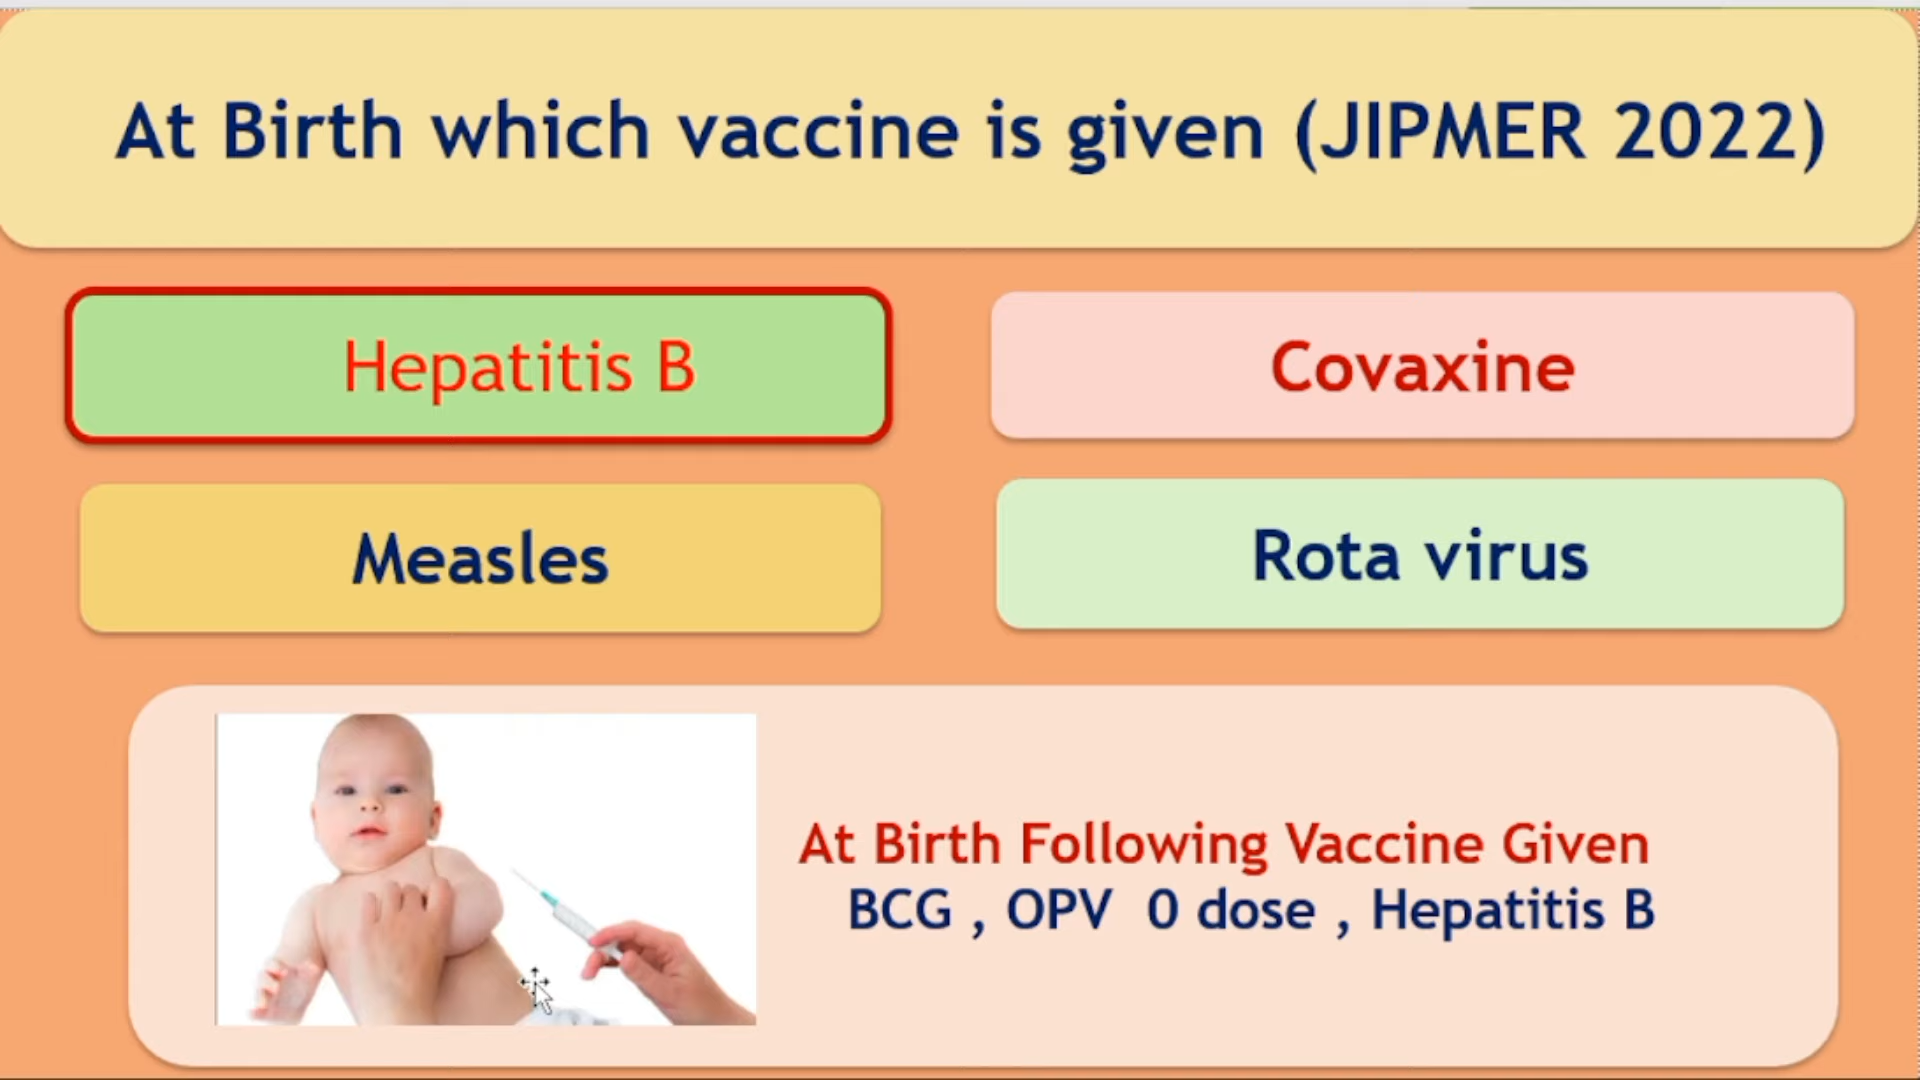 At Birth which vaccine is given (JIPMER 2022)
Hepatitis B
Covaxine
Measles
Rota virus
At Birth Following Vaccine Given
BCG , OPV 0 dose , Hepatitis B